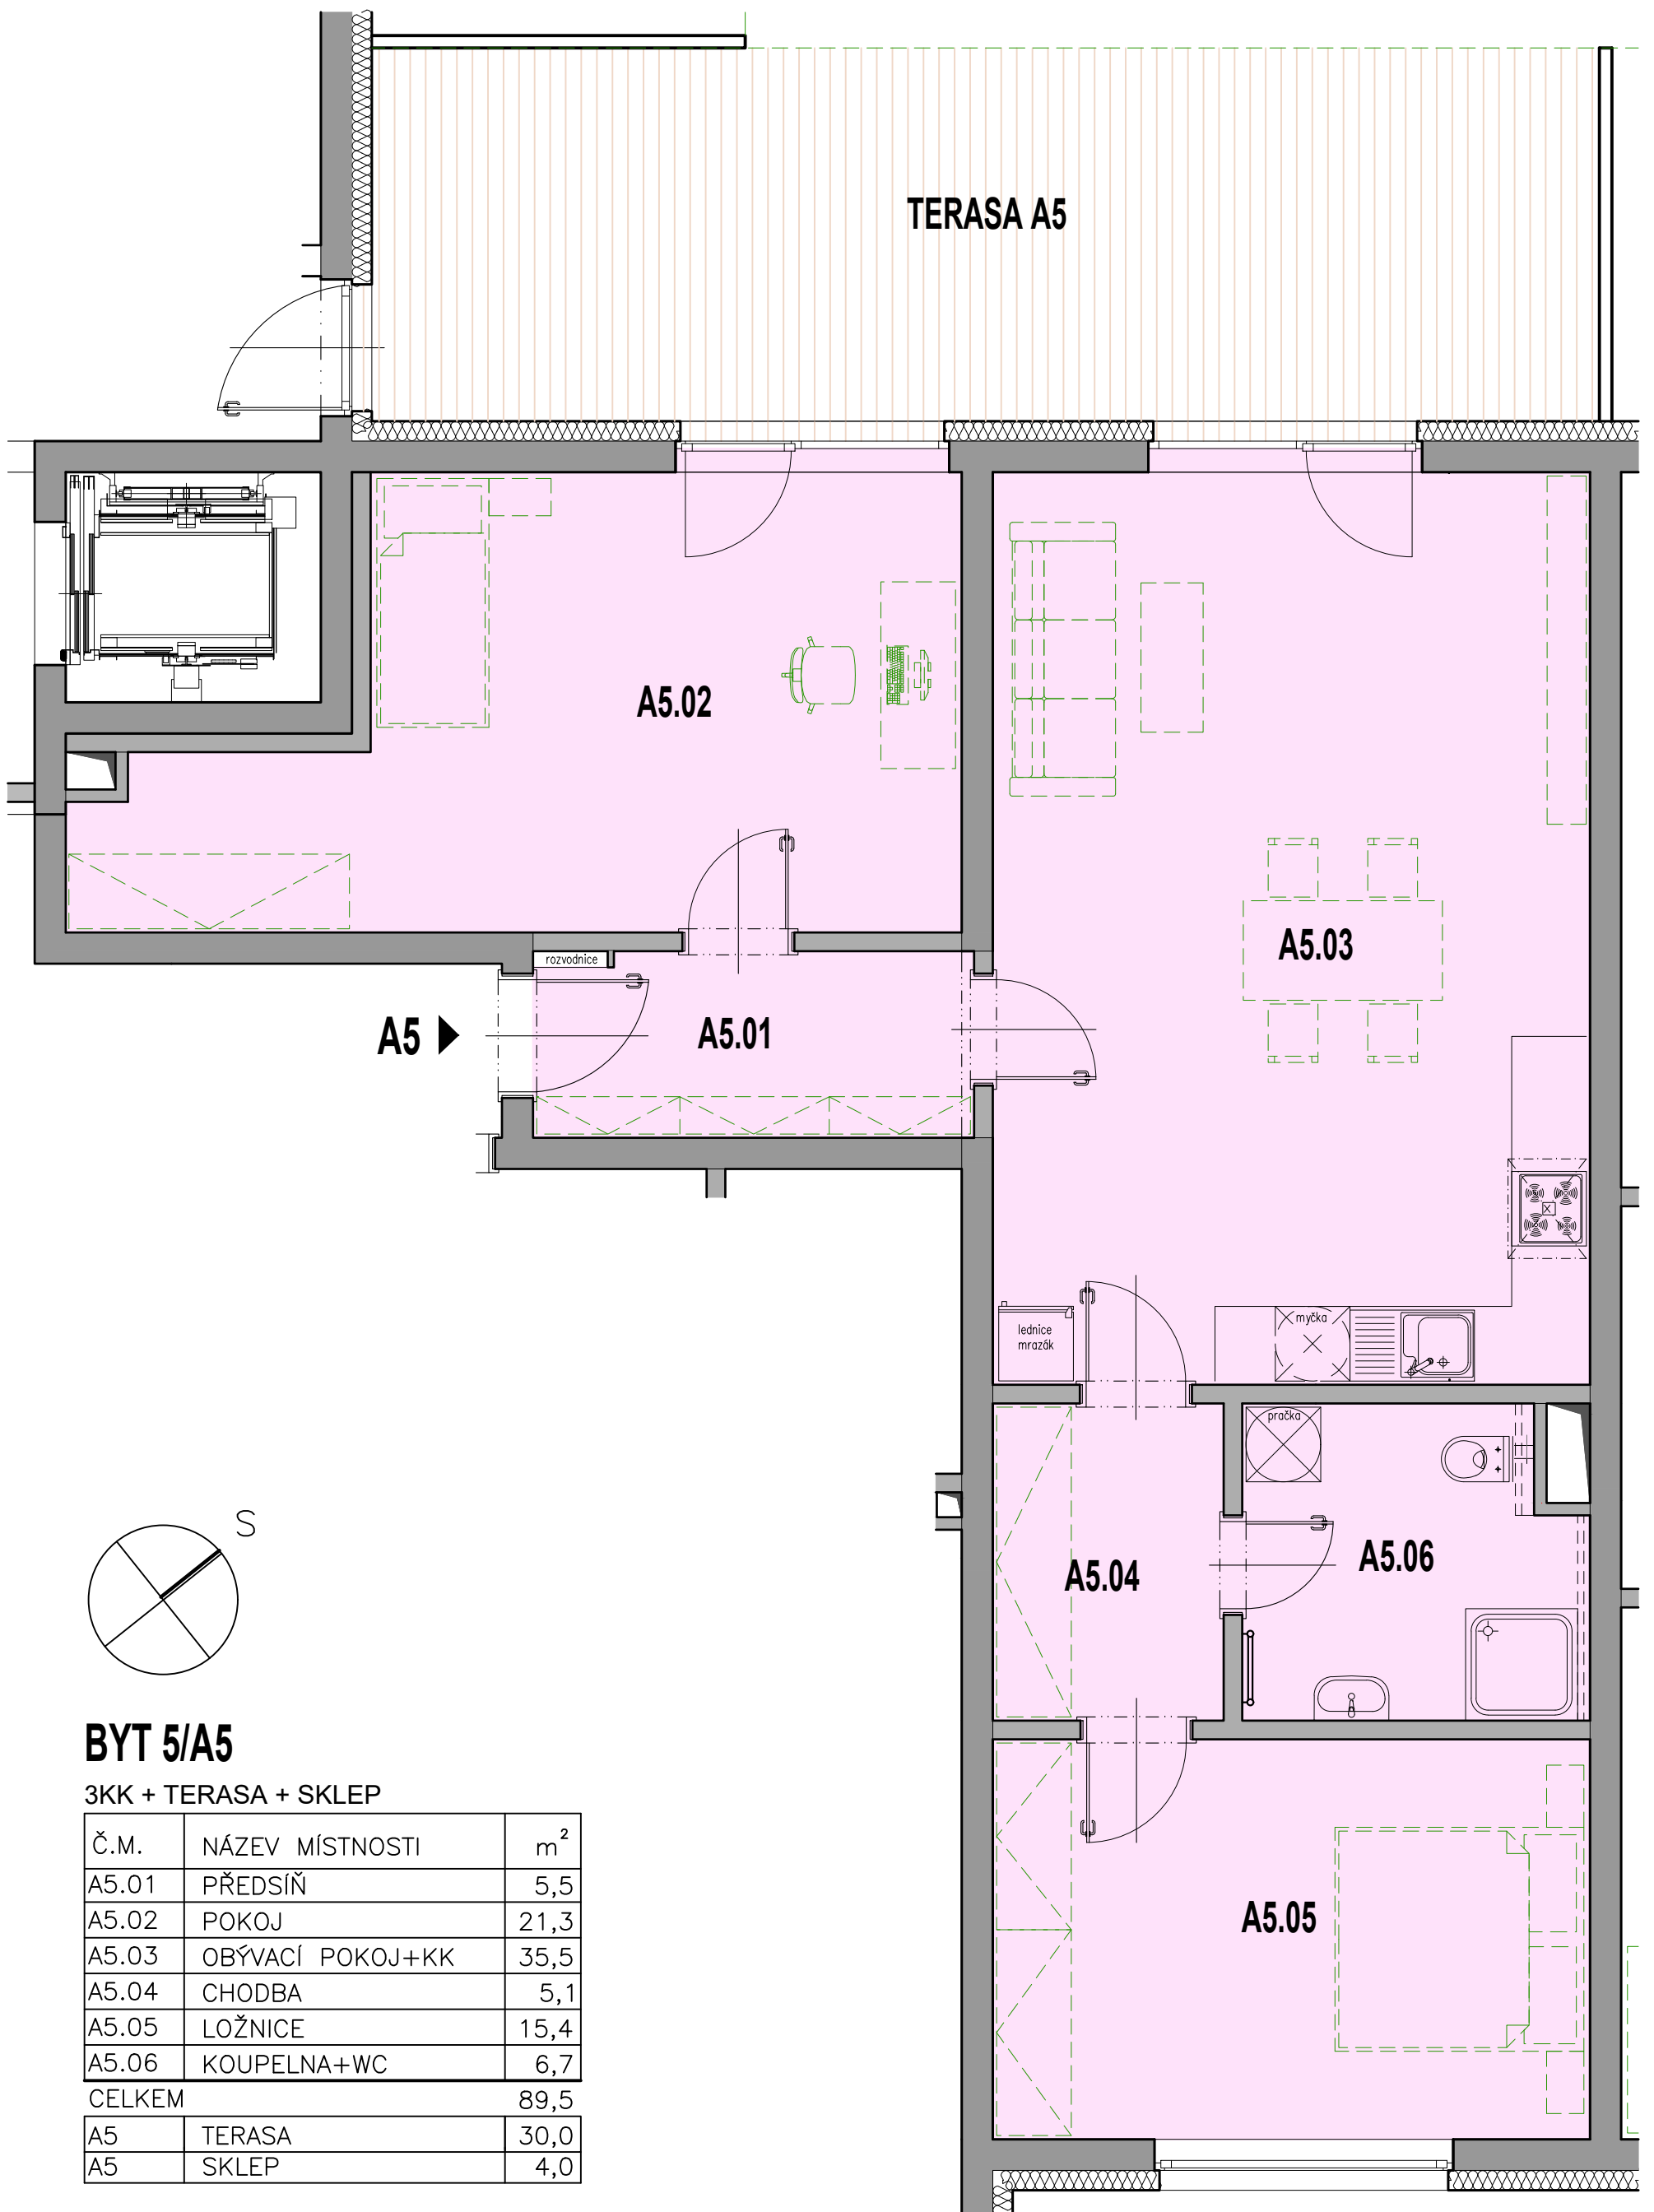 TERASA A5
A5.02
A5.03
rozvodnice
A5
A5.01
lednice
mrazák
myčka
pračka
A5.04
A5.06
S
A5.05
BYT 5/A5
3KK + TERASA + SKLEP
Č.M. NÁZEV MÍSTNOSTI m²
A5.01 PŘEDSÍŇ 5,5
A5.02 POKOJ 21,3
A5.03 OBÝVACÍ POKOJ+KK 35,5
A5.04 CHODBA 5,1
A5.05 LOŽNICE 15,4
A5.06 KOUPELNA+WC 6,7
CELKEM 89,5
A5 TERASA 30,0
A5 SKLEP 4,0